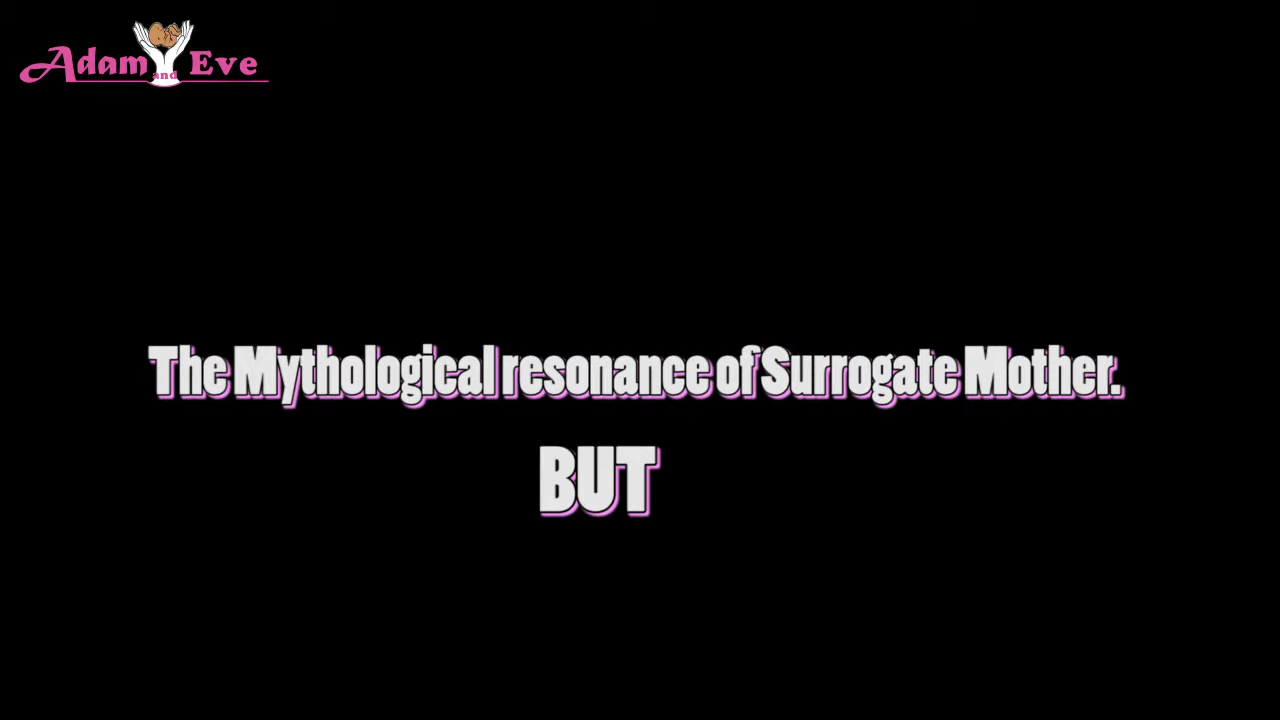 Adam and Eve
The Mythological resonance of Surrogate Mother.
BUT